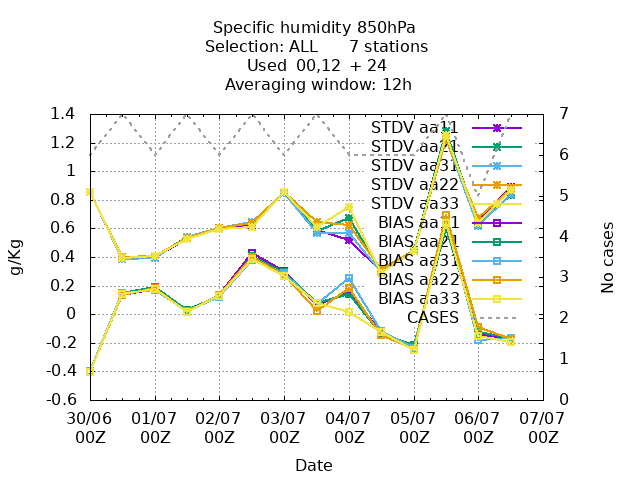 Specific humidity 850hPa
Selection: ALL 7 stations
Used 00,12 + 24
Averaging window: 12h
1.4
1.2
1
0.8
0.6
0.4
0.2
0
-0.2
-0.4
-0.6
g/Kg
7
6
5
4
3
2
1
0
No cases
STDV aa11
STDV aa21
STDV aa31
STDV aa22
STDV aa33
BIAS aa11
BIAS aa21
BIAS aa31
BIAS aa22
BIAS aa33
CASES
30/06 01/07 02/07 03/07 04/07 05/07 06/07 07/07
00Z 00Z 00Z 00Z 00Z 00Z 00Z 00Z
Date